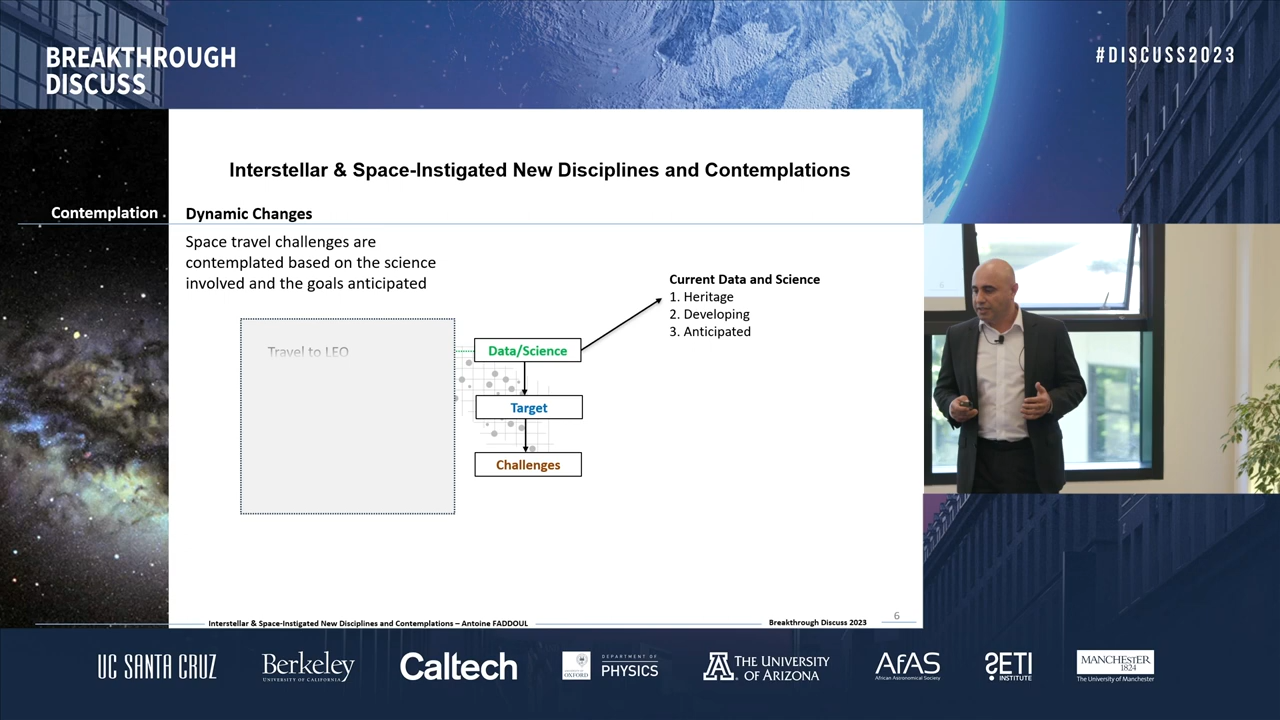 BREAKTHROUGH
DISCUSS
#DISCUSS2023
Interstellar & Space-Instigated New Disciplines and Contemplations
Contemplation
Dynamic Changes
Space travel challenges are
contemplated based on the science
involved and the goals anticipated
Current Data and Science
1. Heritage
2. Developing
3. Anticipated
Travel to LEO
Data/Science
Target
Challenges
6
Interstellar & Space-Instigated New Disciplines and Contemplations – Antoine FADDOUL
Breakthrough Discuss 2023
UC SANTA CRUZ
Berkeley
UNIVERSITY OF CALIFORNIA
Caltech
UNIVERSITY OF
OXFORD
DEPARTMENT OF
PHYSICS
THE UNIVERSITY
OF ARIZONA
AfAS
African Astronomical Society
SETI
INSTITUTE
MANCHESTER
1824
The University of Manchester